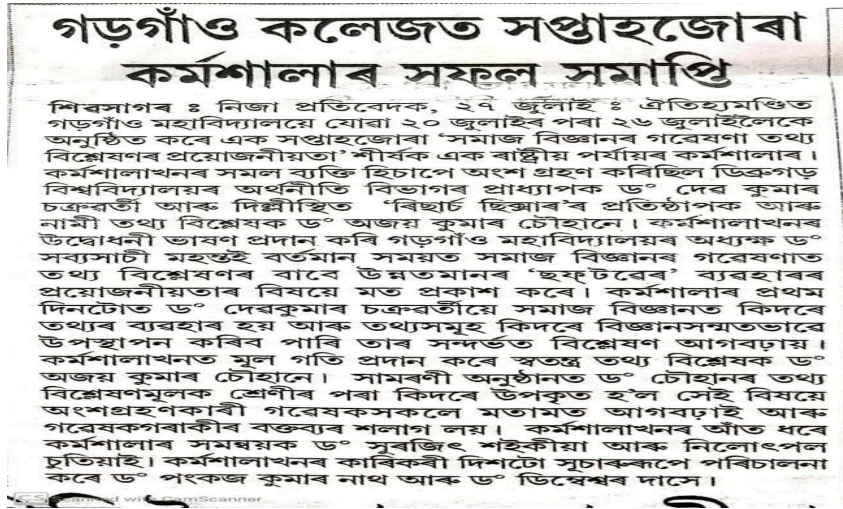 গড়গাঁও কলেজত সপ্তাহজোৰা
কৰ্মশালাৰ সফল সমাপ্তি
শিৱসাগৰ ঃ নিজা প্ৰতিবেদক, ২৭ জুলাই ঃ ঐতিহ্যমণ্ডিত
গড়গাঁও মহাবিদ্যালয়ে যোৱা ২০ জুলাইৰ পৰা ২৬ জুলাইলৈকে
অনুষ্ঠিত কৰে এক সপ্তাহজোৰা ‘সমাজ বিজ্ঞানৰ গৱেষণা তথ্য
বিশ্লেষণৰ প্ৰয়োজনীয়তা’ শীৰ্ষক এক ৰাষ্ট্ৰীয় পৰ্যায়ৰ কৰ্মশালাৰ।
কৰ্মশালাখনৰ সমল ব্যক্তি হিচাপে অংশ গ্ৰহণ কৰিছিল ডিব্ৰুগড়
বিশ্ববিদ্যালয়ৰ অৰ্থনীতি বিভাগৰ প্ৰাধ্যাপক ড° দেৱ কুমাৰ
চক্ৰৱৰ্তী আৰু দিল্লীস্থিত ‘ৰিছাৰ্চ ছিক্সাৰ’ৰ প্ৰতিষ্ঠাপক আৰু
নামী তথ্য বিশ্লেষক ড° অজয় কুমাৰ চৌহানে। কৰ্মশালাখনৰ
উদ্বোধনী ভাষণ প্ৰদান কৰি গড়গাঁও মহাবিদ্যালয়ৰ অধ্যক্ষ ড°
সব্যসাচী মহন্তই বৰ্তমান সময়ত সমাজ বিজ্ঞানৰ গৱেষণাত
তথ্য বিশ্লেষণৰ বাবে উন্নতমানৰ ‘ছফ্টৱেৰ’ ব্যৱহাৰৰ
প্ৰয়োজনীয়তাৰ বিষয়ে মত প্ৰকাশ কৰে। কৰ্মশালাৰ প্ৰথম
দিনটোত ড° দেৱকুমাৰ চক্ৰৱৰ্তীয়ে সমাজ বিজ্ঞানত কিদৰে
তথ্যৰ ব্যৱহাৰ হয় আৰু তথ্যসমূহ কিদৰে বিজ্ঞানসন্মতভাৱে
উপস্থাপন কৰিব পাৰি তাৰ সন্দৰ্ভত বিশ্লেষণ আগবঢ়ায়।
কৰ্মশালাখনত মূল গতি প্ৰদান কৰে স্বতন্ত্ৰ তথ্য বিশ্লেষক ড°
অজয় কুমাৰ চৌহানে। সামৰণী অনুষ্ঠানত ড° চৌহানৰ তথ্য
বিশ্লেষণমূলক শ্ৰেণীৰ পৰা কিদৰে উপকৃত হ’ল সেই বিষয়ে
অংশগ্ৰহণকাৰী গৱেষকসকলে মতামত আগবঢ়াই আৰু
গৱেষকগৰাকীৰ বক্তব্যৰ শলাগ লয়। কৰ্মশালাখনৰ আঁত ধৰে
কৰ্মশালাৰ সমন্বয়ক ড° সুৰজিৎ শইকীয়া আৰু নিলোৎপল
চুতিয়াই। কৰ্মশালাখনৰ কাৰিকৰী দিশটো সুচাৰুৰূপে পৰিচালনা
কৰে ড° পংকজ কুমাৰ নাথ আৰু ড° ডিম্বেশ্বৰ দাসে।
CS Scanned with CamScanner